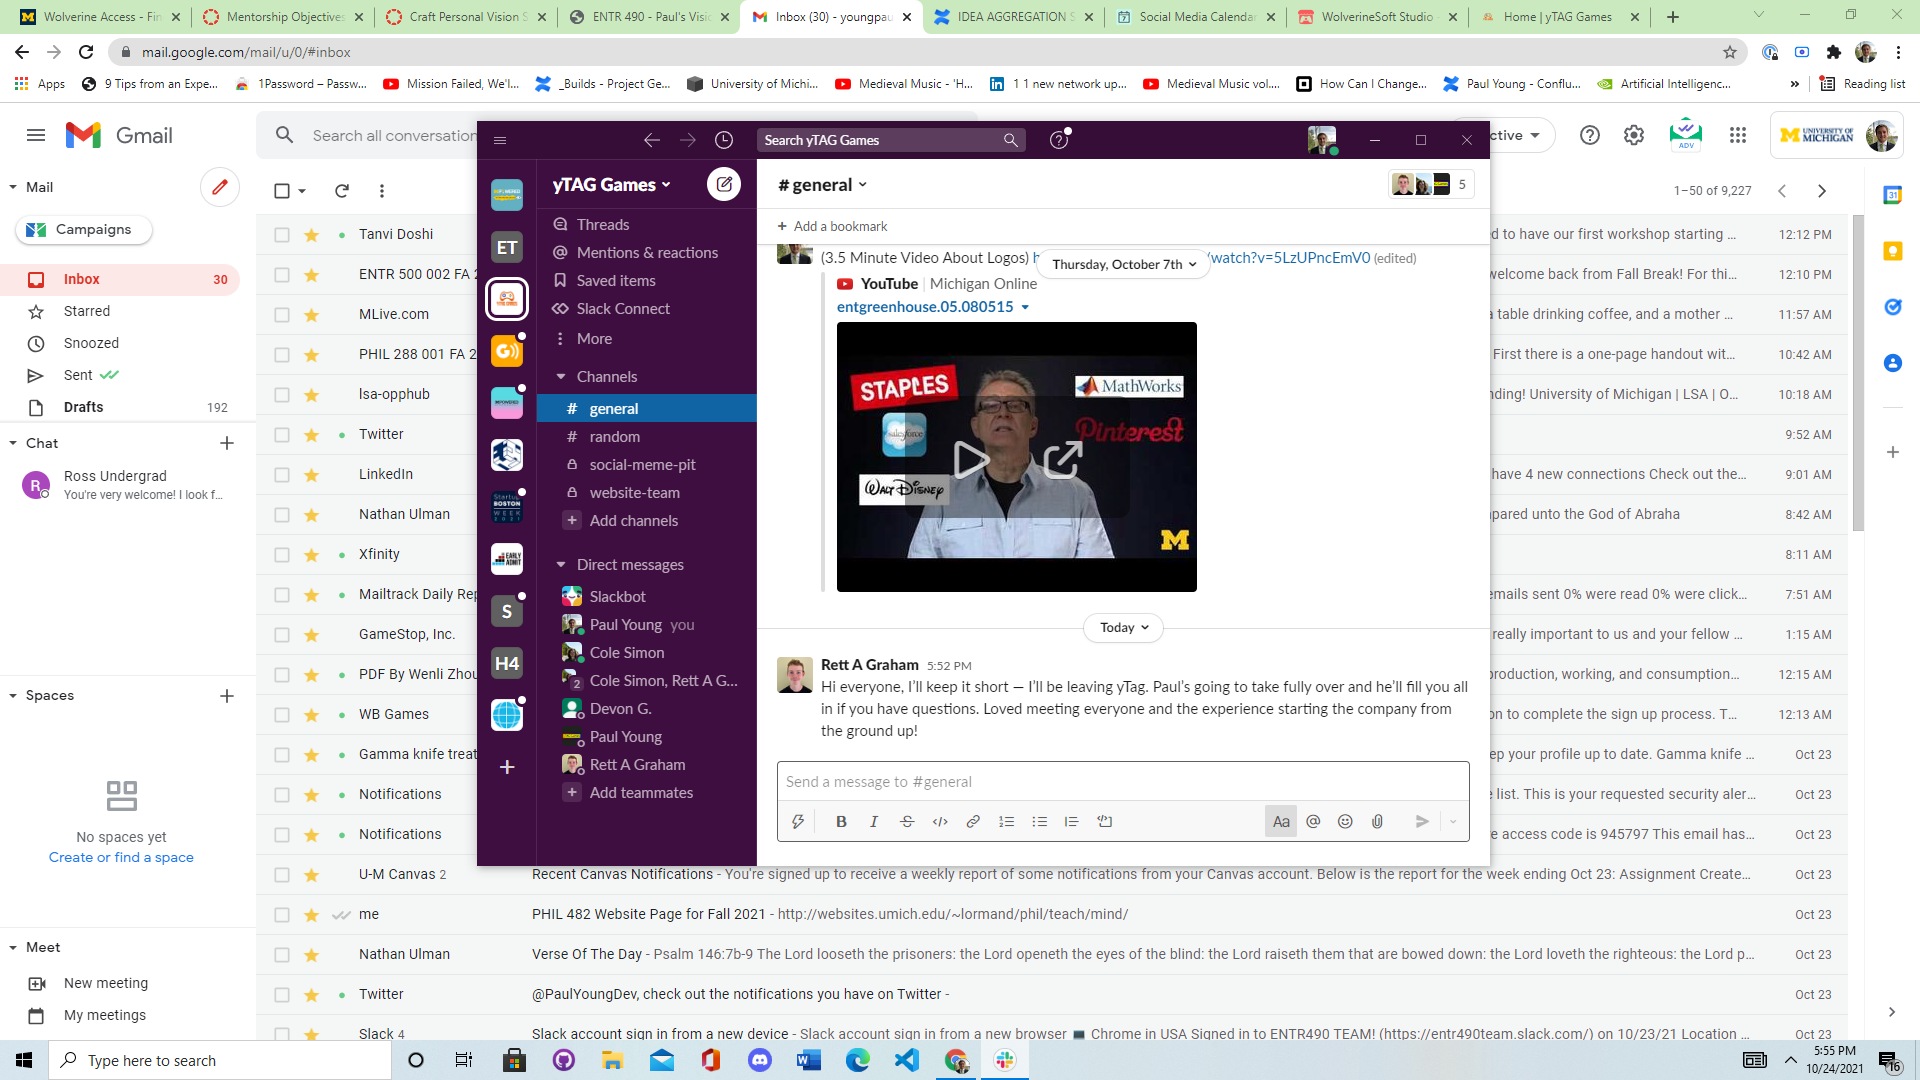 Wolverine Access - Fin
Mentorship Objectives
Craft Personal Vision S
ENTR 490 - Paul's Visio
Inbox (30) - youngpau
IDEA AGGREGATION S
Social Media Calendar
WolverineSoft Studio -
Home | yTAG Games
mail.google.com/mail/u/0/#inbox
Apps
9 Tips from an Expe...
1Password – Passw...
Mission Failed, We'l...
_Builds - Project Ge...
University of Michi...
Medieval Music - 'H...
1 1 new network up...
Medieval Music vol....
How Can I Change...
Paul Young - Conflu...
Artificial Intelligenc...
»
Reading list
Gmail
Search all conversation
ctive
ADV
UNIVERSITY OF
MICHIGAN
Mail
1–50 of 9,227
Campaigns
Inbox 30
Starred
Snoozed
Sent
Drafts 192
Chat
R
Ross Undergrad
You're very welcome! I look f...
Spaces
No spaces yet
Create or find a space
Meet
New meeting
My meetings
Tanvi Doshi
d to have our first workshop starting ... 12:12 PM
ENTR 500 002 FA 2
velcome back from Fall Break! For thi... 12:10 PM
MLive.com
a table drinking coffee, and a mother ... 11:57 AM
PHIL 288 001 FA 2
First there is a one-page handout wit... 10:42 AM
lsa-opphub
nding! University of Michigan | LSA | O... 10:18 AM
Twitter
9:52 AM
LinkedIn
have 4 new connections Check out the... 9:01 AM
Nathan Ulman
npared unto the God of Abraha 8:42 AM
Xfinity
8:11 AM
Mailtrack Daily Rep
emails sent 0% were read 0% were click... 7:51 AM
GameStop, Inc.
really important to us and your fellow ... 1:15 AM
PDF By Wenli Zhou
production, working, and consumption... 12:15 AM
WB Games
on to complete the sign up process. T... 12:13 AM
Gamma knife treat
ep your profile up to date. Gamma knife ... Oct 23
Notifications
e list. This is your requested security aler... Oct 23
Notifications
e access code is 945797 This email has... Oct 23
U-M Canvas 2
Recent Canvas Notifications - You're signed up to receive a weekly report of some notifications from your Canvas account. Below is the report for the week ending Oct 23: Assignment Create... Oct 23
me
PHIL 482 Website Page for Fall 2021 - http://websites.umich.edu/~lormand/phil/teach/mind/ Oct 23
Nathan Ulman
Verse Of The Day - Psalm 146:7b-9 The Lord looseth the prisoners: the Lord openeth the eyes of the blind: the Lord raiseth them that are bowed down: the Lord loveth the righteous: the Lord p... Oct 23
Twitter
@PaulYoungDev, check out the notifications you have on Twitter - Oct 23
Slack 4
Slack account sign in from a new device - Slack account sign in from a new browser 💻 Chrome in USA Signed in to ENTR490 TEAM! (https://entr490team.slack.com/) on 10/23/21 Location ... Oct 23
Search yTAG Games
ET
G
Startup
BOSTON
WEEK
2021
EARLY
ADMIT
S
H4
yTAG Games
Threads
Mentions & reactions
Saved items
Slack Connect
More
Channels
# general
# random
social-meme-pit
website-team
Add channels
Direct messages
Slackbot
Paul Young you
Cole Simon
2
Cole Simon, Rett A G...
Devon G.
Paul Young
Rett A Graham
Add teammates
# general
5
+ Add a bookmark
(3.5 Minute Video About Logos) h
/watch?v=5LzUPncEmV0 (edited)
Thursday, October 7th
YouTube | Michigan Online
entgreenhouse.05.080515
STAPLES
MathWorks
salesforce
Pinterest
WALT DISNEY
M
Today
Rett A Graham 5:52 PM
Hi everyone, I'll keep it short — I'll be leaving yTag. Paul's going to take fully over and he'll fill you all
in if you have questions. Loved meeting everyone and the experience starting the company from
the ground up!
Send a message to #general
B I S </> Aa @
Type here to search
5:55 PM
10/24/2021
16